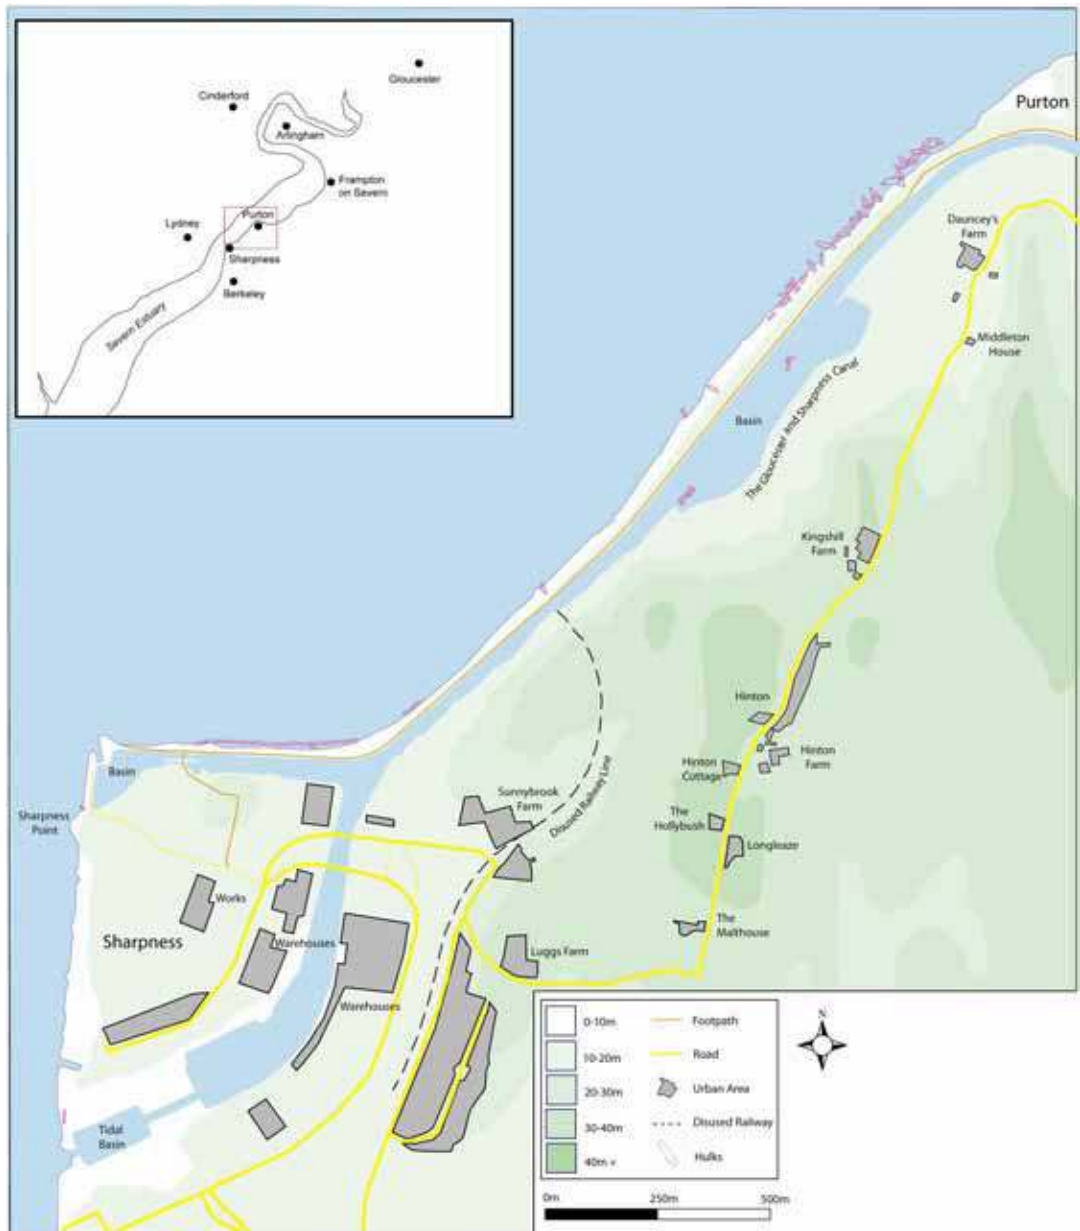 Gloucester
Cinderford
Arlingham
Frampton
on Severn
Purton
Lydney
Sharpness
Berkeley
Severn Estuary
Purton
Dauncey's
Farm
Middleton
House
Basin
The Gloucester and Sharpness Canal
Kingshill
Farm
Hinton
Hinton
Farm
Hinton
Cottage
The
Hollybush
Longleaze
The
Malthouse
Disused Railway Line
Sunnybrook
Farm
Luggs Farm
Basin
Sharpness
Point
Works
Sharpness
Warehouses
Warehouses
Tidal
Basin
0-10m
10-20m
20-30m
30-40m
40m +
Footpath
Road
Urban Area
Disused Railway
Hulks
N
0m 250m 500m